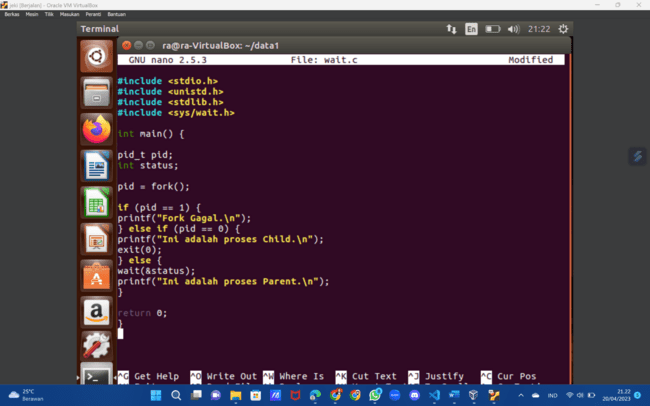 pmi [Berjalan] - Oracle VM VirtualBox
Berkas Mesin Tilik Masukan Peranti Bantuan
Terminal En 21:22
ra@ra-VirtualBox: ~/data1
GNU nano 2.5.3 File: wait.c Modified
#include <stdio.h>
#include <unistd.h>
#include <stdlib.h>
#include <sys/wait.h>
int main() {
pid_t pid;
int status;
pid = fork();
if (pid == 1) {
printf("Fork Gagal.\n");
} else if (pid == 0) {
printf("Ini adalah proses Child.\n");
exit(0);
} else {
wait(&status);
printf("Ini adalah proses Parent.\n");
}
return 0;
}
^G Get Help ^O Write Out ^W Where Is ^K Cut Text ^J Justify ^C Cur Pos
25°C
Berawan
IND
21.22
20/04/2023